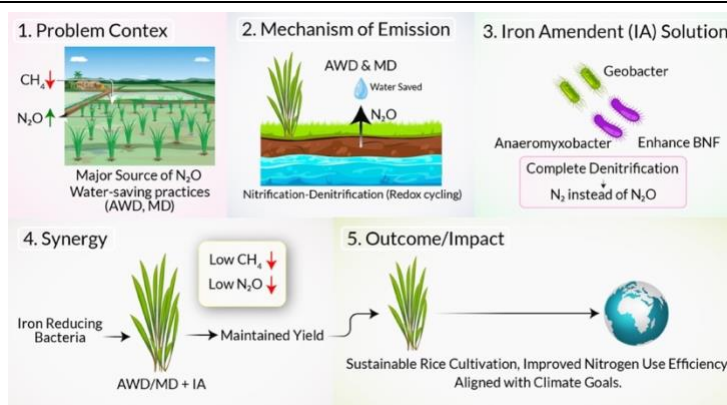 1. Problem Contex
CH₄↓
N₂O↑
Major Source of N₂O
Water-saving practices
(AWD, MD)
2. Mechanism of Emission
AWD & MD
Water Saved
N₂O
Nitrification-Denitrification (Redox cycling)
3. Iron Amendent (IA) Solution
Geobacter
Anaeromyxobacter
Enhance BNF
Complete Denitrification
N₂ instead of N₂O
4. Synergy
Low CH₄ ↓
Low N₂O ↓
Iron Reducing
Bacteria
Maintained Yield
AWD/MD + IA
5. Outcome/Impact
Sustainable Rice Cultivation, Improved Nitrogen Use Efficiency
Aligned with Climate Goals.